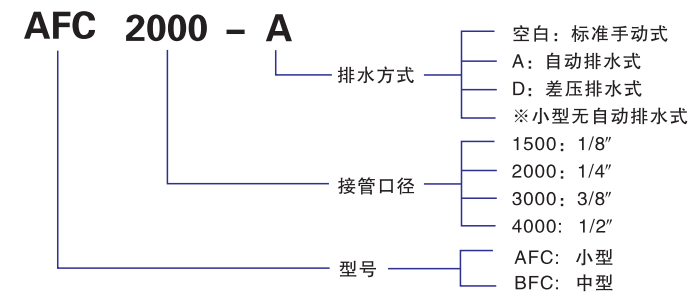 AFC 2000 - A
排水方式
空白：标准手动式
A：自动排水式
D：差压排水式
※小型无自动排水式
接管口径
1500：1/8″
2000：1/4″
3000：3/8″
4000： 1/2″
型号
AFC： 小型
BFC： 中型